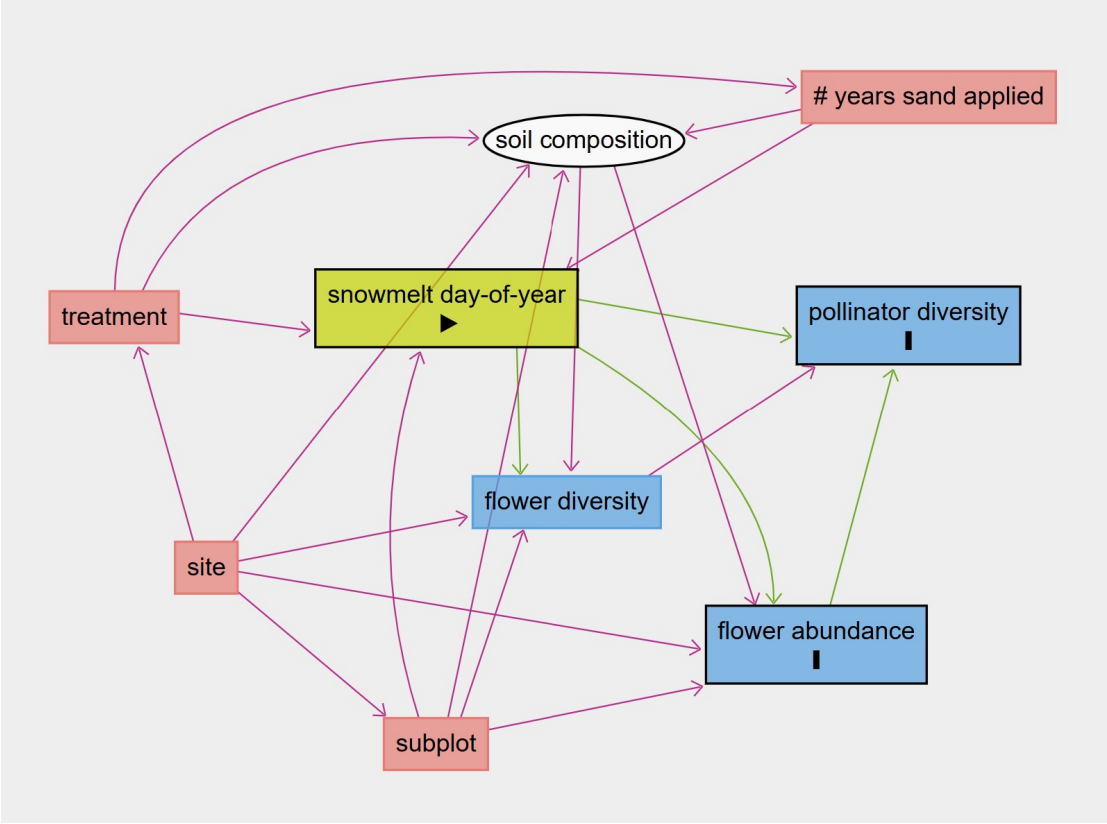 # years sand applied
soil composition
snowmelt day-of-year
treatment
pollinator diversity
flower diversity
site
flower abundance
subplot